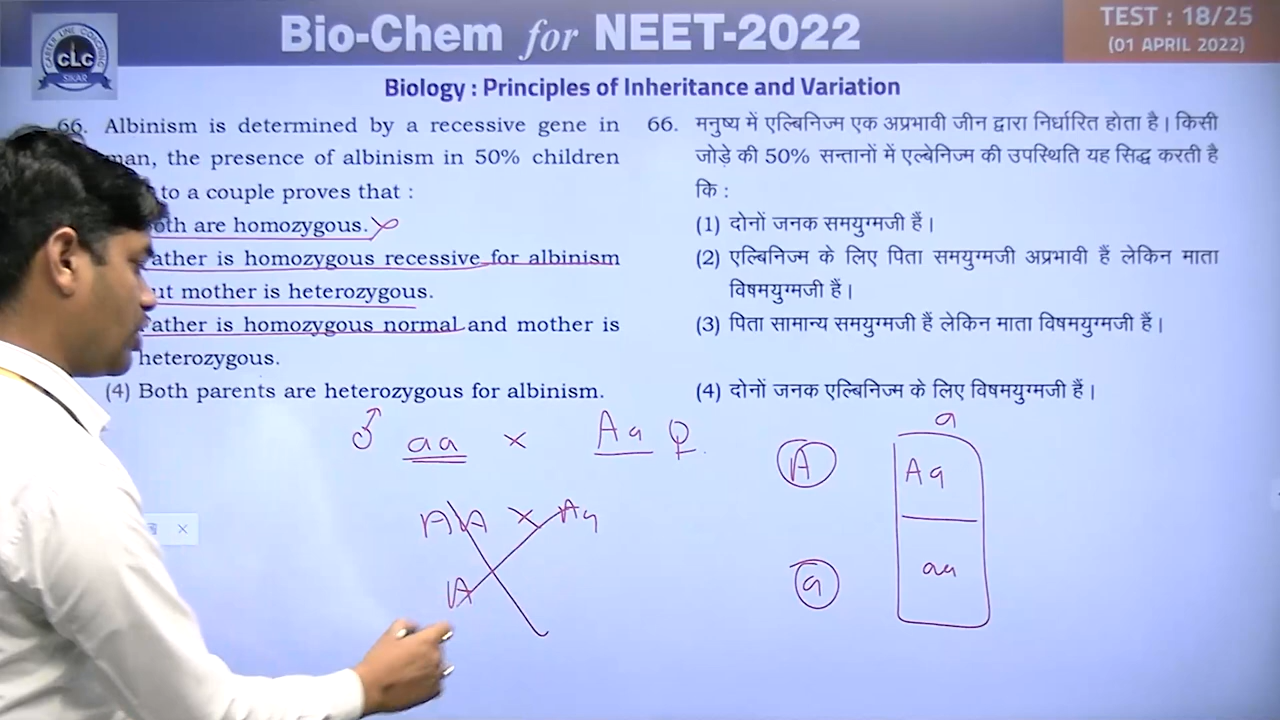 Bio-Chem for NEET-2022
TEST : 18/25
(01 APRIL 2022)
CAREER LINE COACHING
CLC
SIKAR
Biology : Principles of Inheritance and Variation
66. Albinism is determined by a recessive gene in
man, the presence of albinism in 50% children
to a couple proves that :
oth are homozygous.
ather is homozygous recessive for albinism
ut mother is heterozygous.
ather is homozygous normal and mother is
heterozygous.
(4) Both parents are heterozygous for albinism.
66. मनुष्य में एल्बिनिज्म एक अप्रभावी जीन द्वारा निर्धारित होता है। किसी
जोड़े की 50% सन्तानों में एल्बेनिज्म की उपस्थिति यह सिद्ध करती है
कि :
(1) दोनों जनक समयुग्मजी हैं।
(2) एल्बिनिज्म के लिए पिता समयुग्मजी अप्रभावी हैं लेकिन माता
विषमयुग्मजी हैं।
(3) पिता सामान्य समयुग्मजी हैं लेकिन माता विषमयुग्मजी हैं।
(4) दोनों जनक एल्बिनिज्म के लिए विषमयुग्मजी हैं।
♂ aa × Aa ♀
AA × Aa
A
a
A Aa
a aa